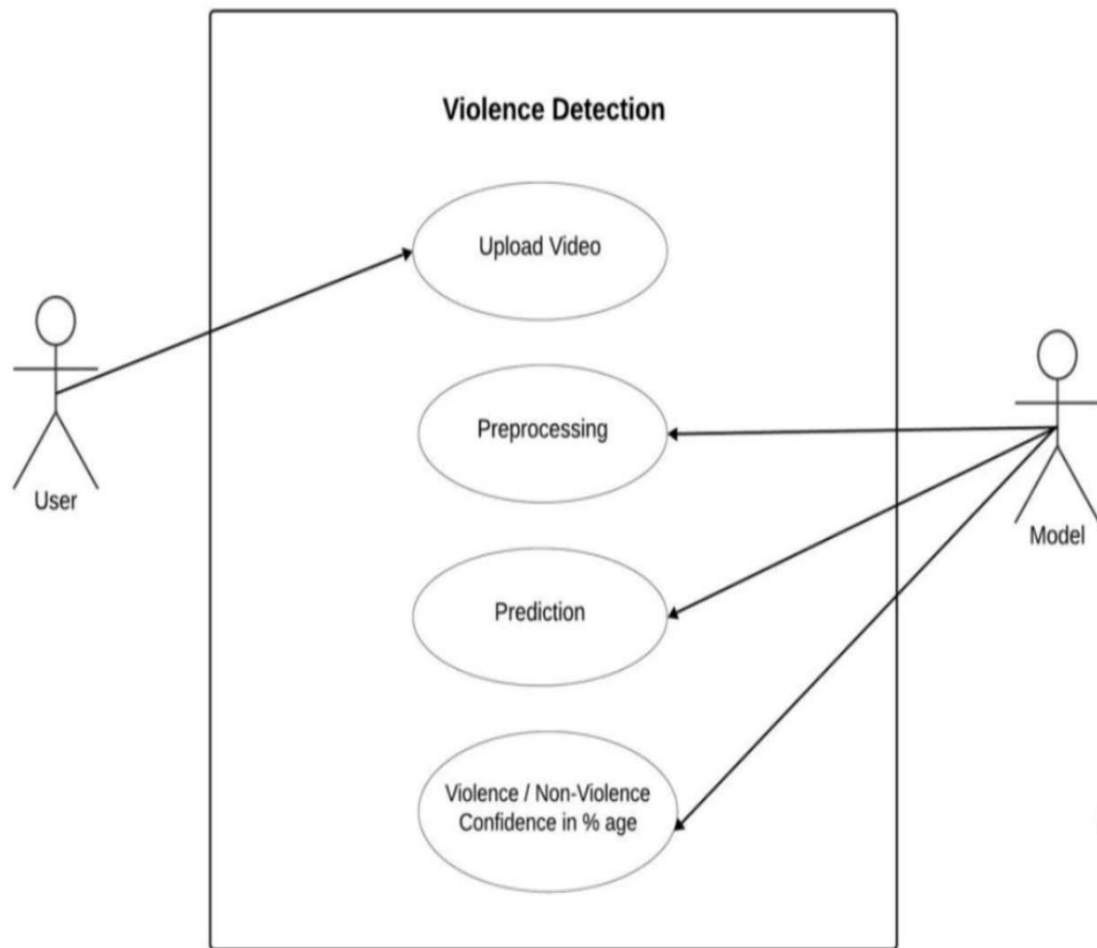 Violence Detection
Upload Video
Preprocessing
User
Model
Prediction
Violence / Non-Violence
Confidence in % age